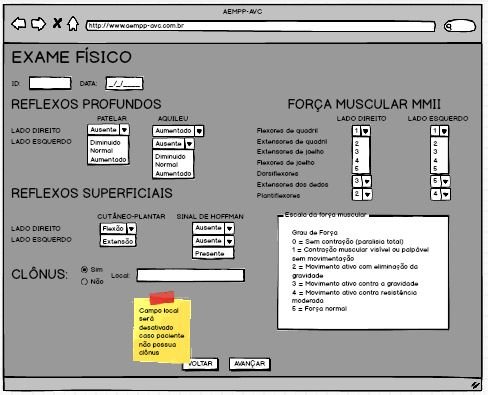 AEMPP-AVC
http://www.aempp-avc.com.br
EXAME FÍSICO
ID: DATA: _/_/____
REFLEXOS PROFUNDOS
PATELAR AQUILEU
LADO DIREITO Ausente Aumentado
LADO ESQUERDO Ausente
Diminuido Diminuido
Normal Normal
Aumentado Aumentado
FORÇA MUSCULAR MMII
LADO DIREITO LADO ESQUERDO
Flexores de quadril 1 1
Extensores de quadril 2 2
Extensores de joelho 3 3
Flexores de joelho 4 4
Dorsiflexores 5 5
Extensores dos dedos 3 5
Plantiflexores 2 4
REFLEXOS SUPERFICIAIS
CUTÂNEO-PLANTAR SINAL DE HOFFMAN
LADO DIREITO Flexão Ausente
LADO ESQUERDO Extensão Ausente
Presente
CLÔNUS: Sim Local:
Não
Escala da força muscular
Grau de Força
0 = Sem contração (paralisia total)
1 = Contração muscular visível ou palpável
sem movimentação
2 = Movimento ativo com eliminação da
gravidade
3 = Movimento ativo contra a gravidade
4 = Movimento ativo contra resistência
moderada
5 = Força normal
Campo local
será
desativado
caso paciente
não possua
clônus
VOLTAR AVANÇAR